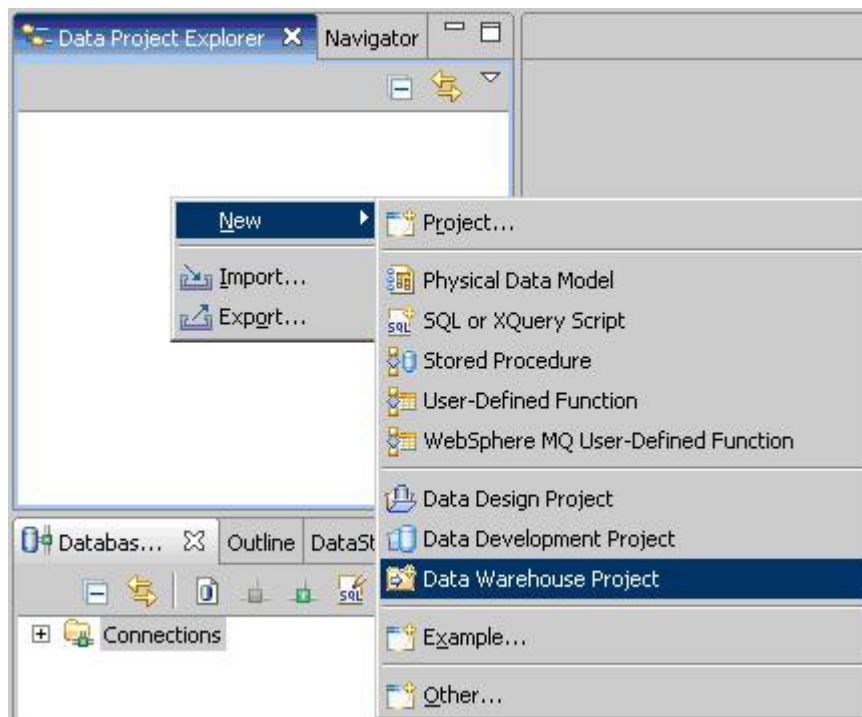 Data Project Explorer Navigator
New
Import...
Export...
Project...
Physical Data Model
SQL SQL or XQuery Script
Stored Procedure
User-Defined Function
WebSphere MQ User-Defined Function
Data Design Project
Data Development Project
Data Warehouse Project
Example...
Other...
Databas... Outline DataSt
SQL
Connections